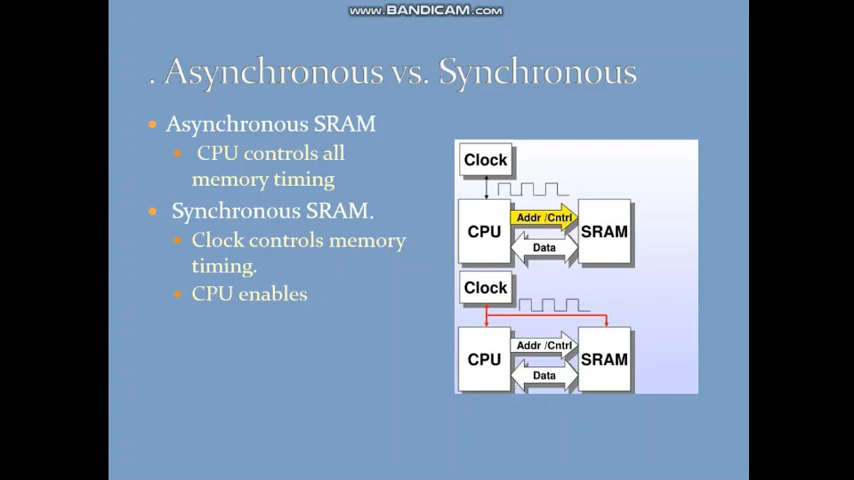 www.BANDICAM.com
. Asynchronous vs. Synchronous
Asynchronous SRAM
CPU controls all
memory timing
Synchronous SRAM.
Clock controls memory
timing.
CPU enables
Clock
CPU
Addr /Cntrl
SRAM
Data
Clock
CPU
Addr /Cntrl
SRAM
Data